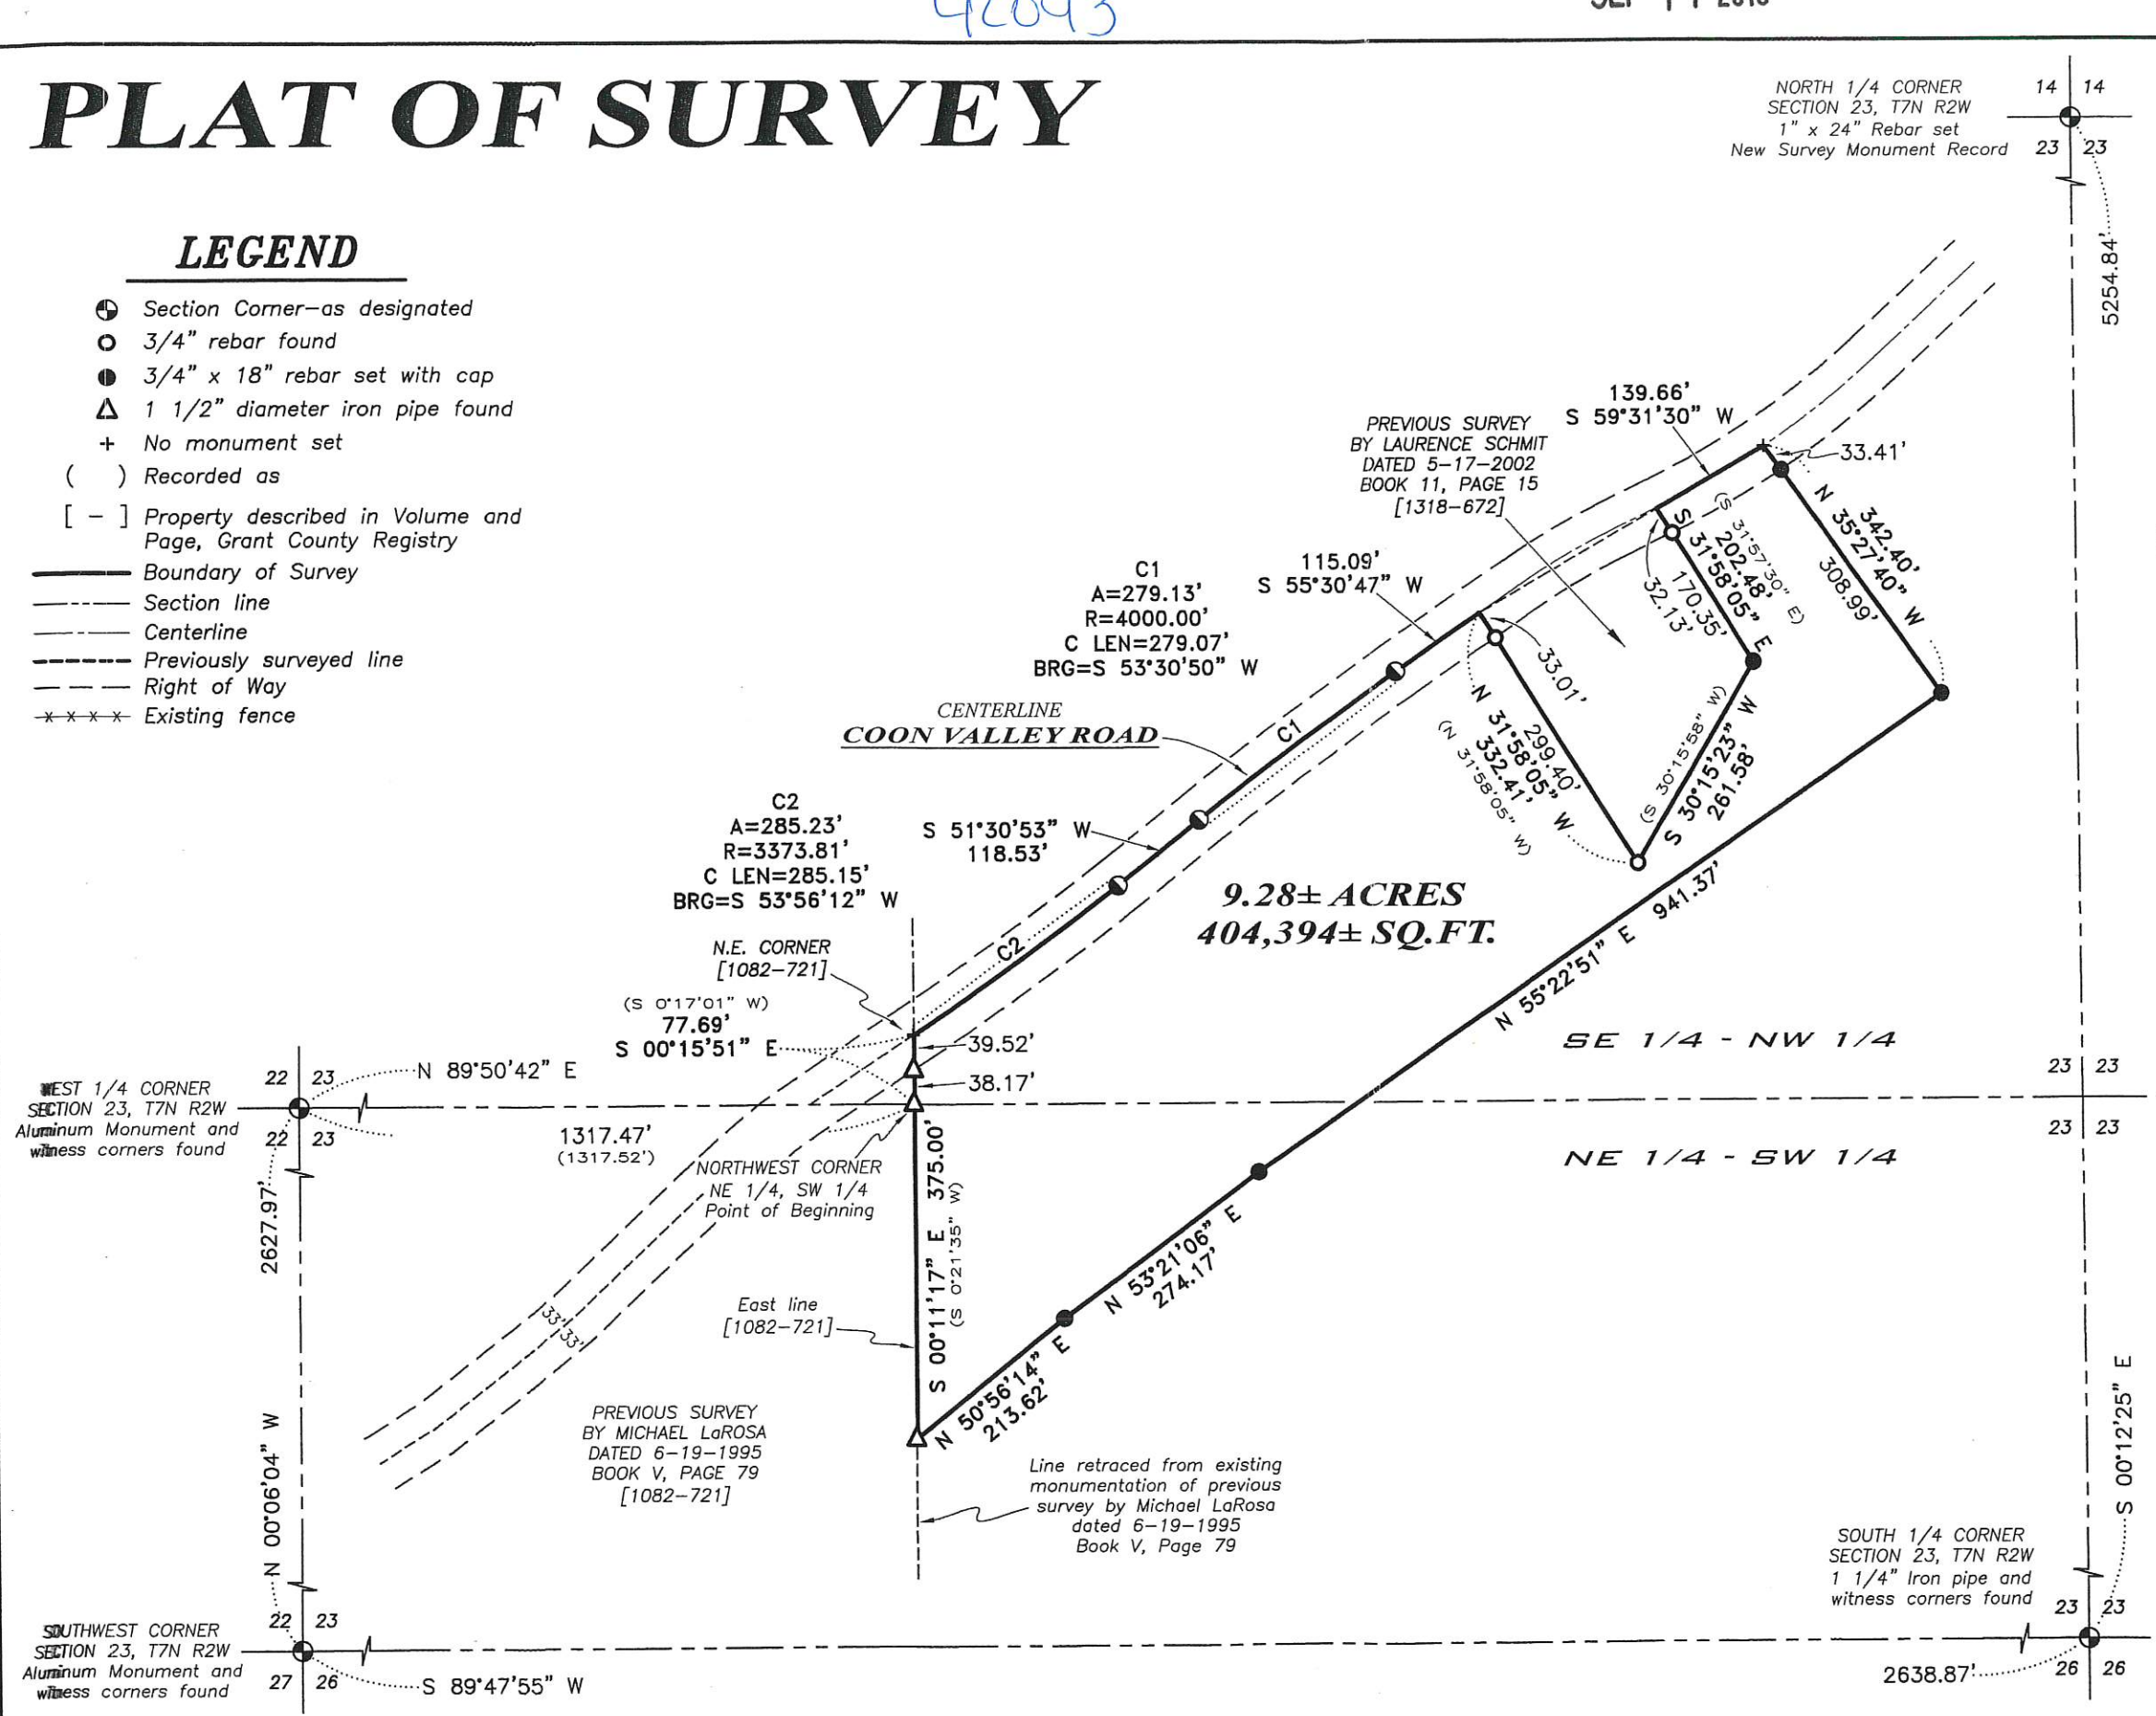 42093
PLAT OF SURVEY
NORTH 1/4 CORNER
SECTION 23, T7N R2W
1" x 24" Rebar set
New Survey Monument Record
14 14
23 23
5254.84'
LEGEND
Section Corner-as designated
3/4" rebar found
3/4" x 18" rebar set with cap
1 1/2" diameter iron pipe found
+ No monument set
( ) Recorded as
[ - ] Property described in Volume and
Page, Grant County Registry
Boundary of Survey
Section line
Centerline
Previously surveyed line
Right of Way
-x-x-x-x- Existing fence
139.66'
S 59°31'30" W
33.41'
PREVIOUS SURVEY
BY LAURENCE SCHMIT
DATED 5-17-2002
BOOK 11, PAGE 15
[1318-672]
342.40'
N 35°27'40" W
308.99'
(S 31°57'30" E)
202.48'
S 31°58'05" E
170.35'
32.13'
115.09'
S 55°30'47" W
C1
A=279.13'
R=4000.00'
C LEN=279.07'
BRG=S 53°30'50" W
33.01'
299.40'
N 31°58'05" W
332.41'
(N 31°58'05" W)
(S 30°15'58" W)
S 30°15'23" W
261.58'
CENTERLINE
COON VALLEY ROAD
C1
C2
A=285.23'
R=3373.81'
C LEN=285.15'
BRG=S 53°56'12" W
S 51°30'53" W
118.53'
C2
9.28± ACRES
404,394± SQ.FT.
N 55°22'51" E 941.37'
N.E. CORNER
[1082-721]
(S 0°17'01" W)
77.69'
S 00°15'51" E
39.52'
38.17'
SE 1/4 - NW 1/4
23 23
23 23
NE 1/4 - SW 1/4
WEST 1/4 CORNER
SECTION 23, T7N R2W
Aluminum Monument and
witness corners found
22 23
22 23
N 89°50'42" E
1317.47'
(1317.52')
NORTHWEST CORNER
NE 1/4, SW 1/4
Point of Beginning
2627.97'
N 00°06'04" W
S 00°11'17" E 375.00'
(S 0°21'35" W)
East line
[1082-721]
33' 33'
N 53°21'06" E
274.17'
N 50°56'14" E
213.62'
PREVIOUS SURVEY
BY MICHAEL LaROSA
DATED 6-19-1995
BOOK V, PAGE 79
[1082-721]
Line retraced from existing
monumentation of previous
survey by Michael LaRosa
dated 6-19-1995
Book V, Page 79
S 00°12'25" E
SOUTH 1/4 CORNER
SECTION 23, T7N R2W
1 1/4" Iron pipe and
witness corners found
23 23
26 26
2638.87'
SOUTHWEST CORNER
SECTION 23, T7N R2W
Aluminum Monument and
witness corners found
22 23
27 26
S 89°47'55" W